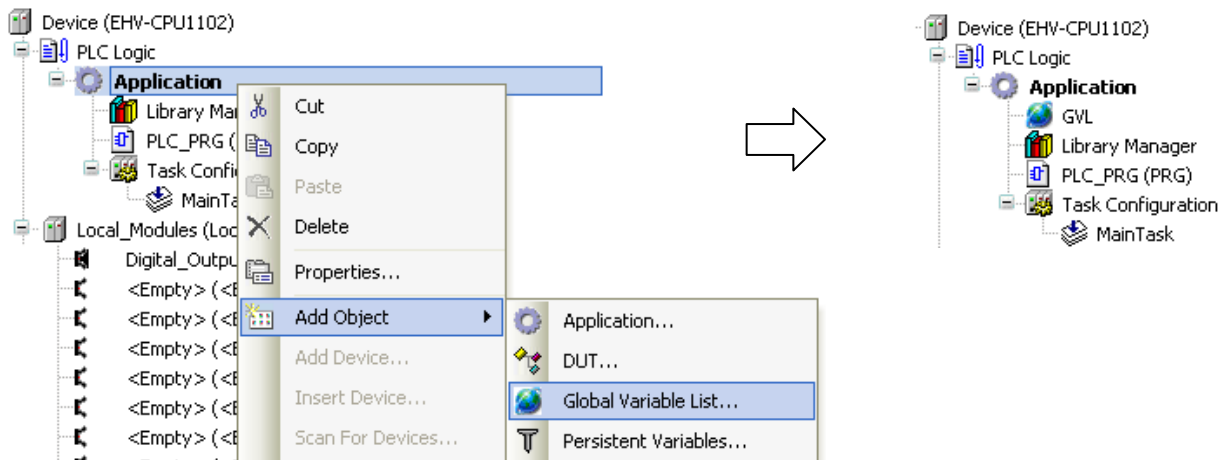 Device (EHV-CPU1102)
PLC Logic
Application
Library Mar
PLC_PRG (
Task Confi
MainTa
Local_Modules (Loc
Digital_Outpu
<Empty> (<E
<Empty> (<E
<Empty> (<E
<Empty> (<E
<Empty> (<E
<Empty> (<E
Cut
Copy
Paste
Delete
Properties...
Add Object
Add Device...
Insert Device...
Scan For Devices...
Application...
DUT...
Global Variable List...
Persistent Variables...
Device (EHV-CPU1102)
PLC Logic
Application
GVL
Library Manager
PLC_PRG (PRG)
Task Configuration
MainTask